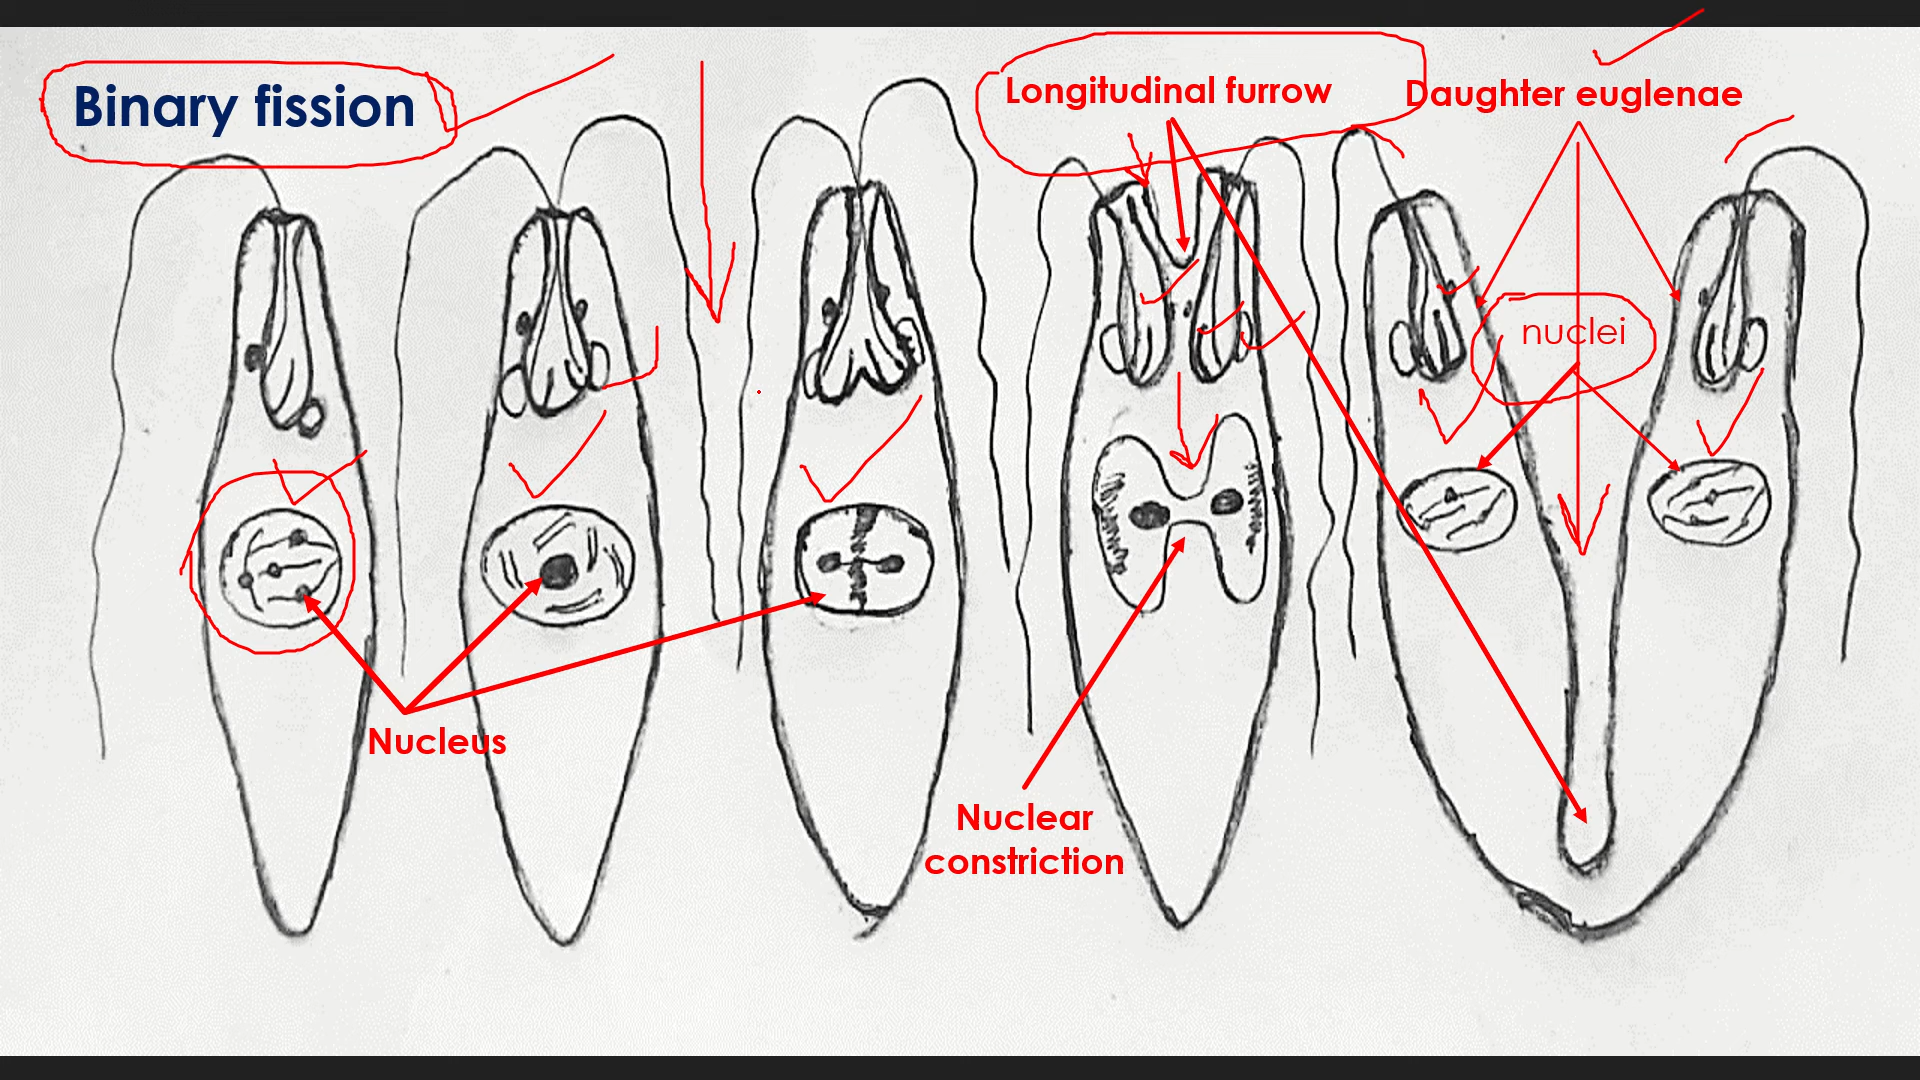 Binary fission
Longitudinal furrow
Daughter euglenae
nuclei
Nucleus
Nuclear
constriction